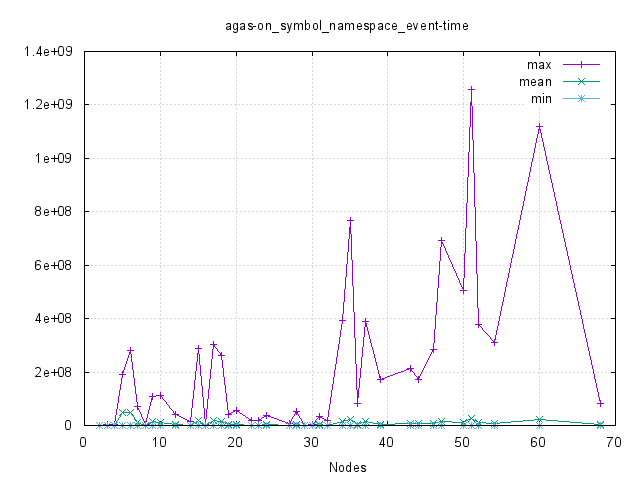 agas-on_symbol_namespace_event-time
1.4e+09
1.2e+09
1e+09
8e+08
6e+08
4e+08
2e+08
0
max
mean
min
0 10 20 30 40 50 60 70
Nodes